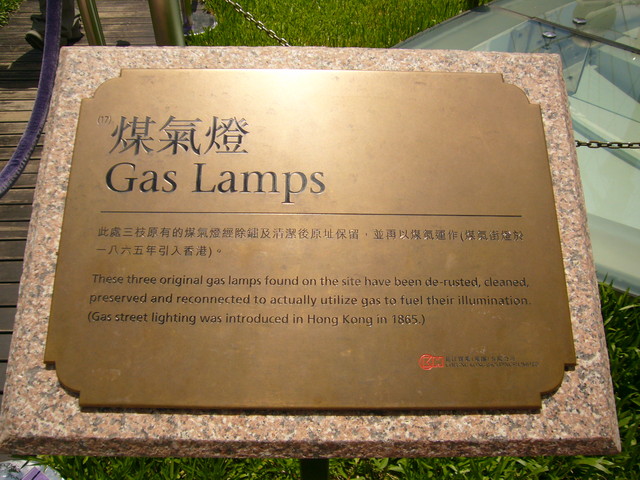 (17)
煤氣燈
Gas Lamps
此處三枝原有的煤氣燈經除鏽及清潔後原址保留，並再以煤氣運作(煤氣街燈於
一八六五年引入香港)。
These three original gas lamps found on the site have been de-rusted, cleaned,
preserved and reconnected to actually utilize gas to fuel their illumination.
(Gas street lighting was introduced in Hong Kong in 1865.)